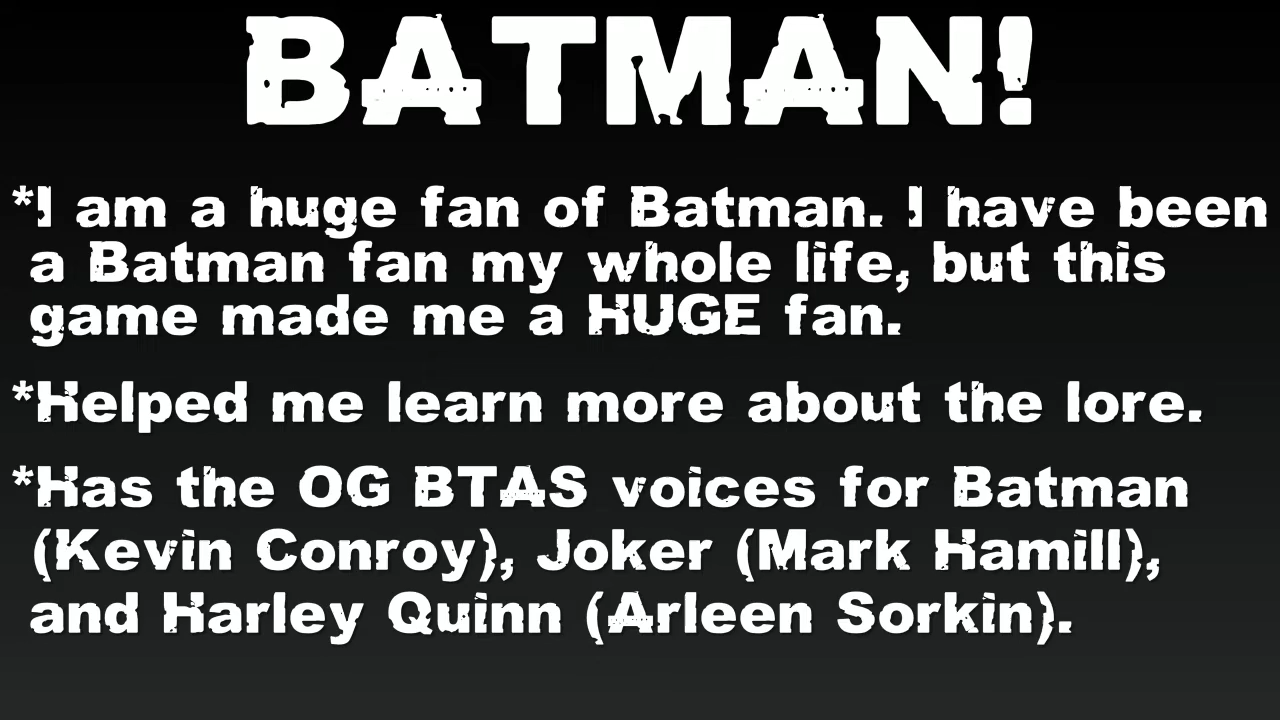 BATMAN!
*I am a huge fan of Batman. I have been
a Batman fan my whole life, but this
game made me a HUGE fan.
*Helped me learn more about the lore.
*Has the OG BTAS voices for Batman
(Kevin Conroy), Joker (Mark Hamill),
and Harley Quinn (Arleen Sorkin).